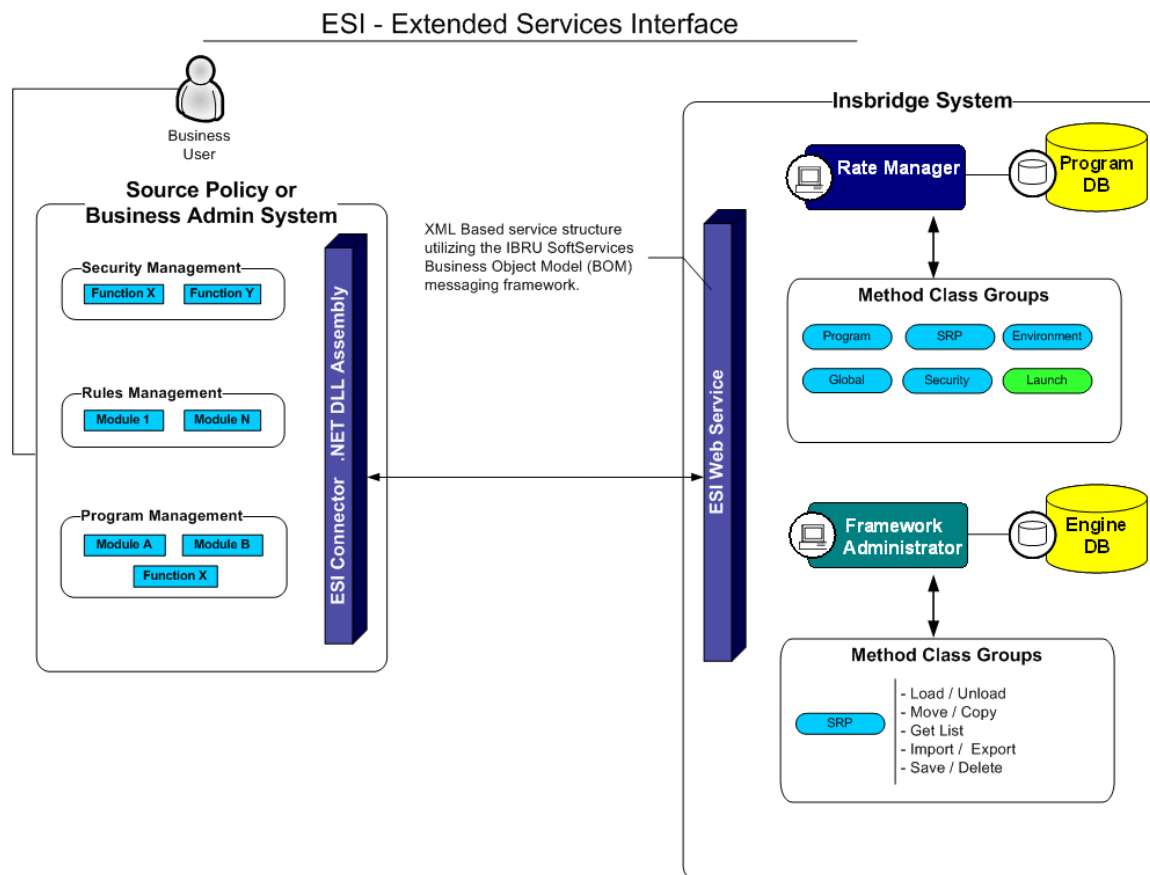 ESI - Extended Services Interface
Business
User
Source Policy or
Business Admin System
Security Management
Function X
Function Y
Rules Management
Module 1
Module N
Program Management
Module A
Module B
Function X
ESI Connector .NET DLL Assembly
XML Based service structure
utilizing the IBRU SoftServices
Business Object Model (BOM)
messaging framework.
Insbridge System
ESI Web Service
Rate Manager
Program
DB
Method Class Groups
Program
SRP
Environment
Global
Security
Launch
Framework
Administrator
Engine
DB
Method Class Groups
SRP
- Load / Unload
- Move / Copy
- Get List
- Import / Export
- Save / Delete